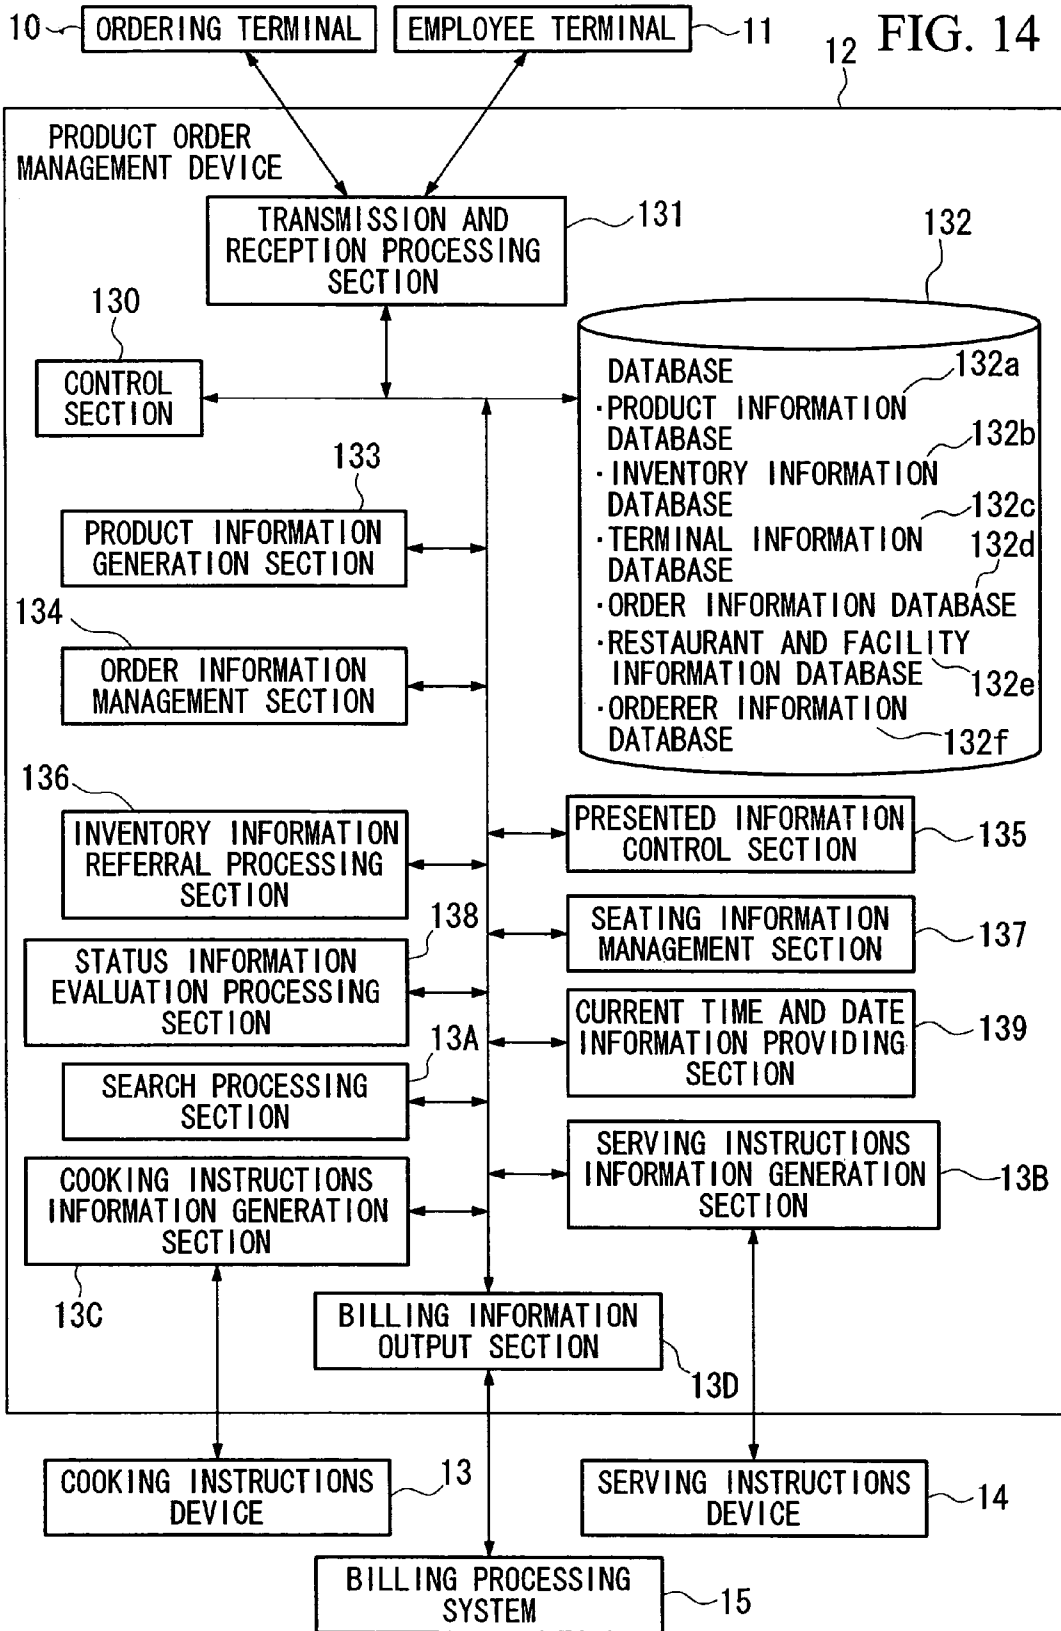 10
ORDERING TERMINAL
EMPLOYEE TERMINAL
11
12
FIG. 14
PRODUCT ORDER
MANAGEMENT DEVICE
TRANSMISSION AND
RECEPTION PROCESSING
SECTION
131
132
130
CONTROL
SECTION
DATABASE
132a
·PRODUCT INFORMATION
DATABASE
132b
·INVENTORY INFORMATION
DATABASE
132c
·TERMINAL INFORMATION
DATABASE
132d
·ORDER INFORMATION DATABASE
·RESTAURANT AND FACILITY
INFORMATION DATABASE
132e
·ORDERER INFORMATION
DATABASE
132f
133
PRODUCT INFORMATION
GENERATION SECTION
134
ORDER INFORMATION
MANAGEMENT SECTION
136
INVENTORY INFORMATION
REFERRAL PROCESSING
SECTION
PRESENTED INFORMATION
CONTROL SECTION
135
138
STATUS INFORMATION
EVALUATION PROCESSING
SECTION
SEATING INFORMATION
MANAGEMENT SECTION
137
CURRENT TIME AND DATE
INFORMATION PROVIDING
SECTION
139
13A
SEARCH PROCESSING
SECTION
SERVING INSTRUCTIONS
INFORMATION GENERATION
SECTION
13B
COOKING INSTRUCTIONS
INFORMATION GENERATION
SECTION
13C
BILLING INFORMATION
OUTPUT SECTION
13D
COOKING INSTRUCTIONS
DEVICE
13
SERVING INSTRUCTIONS
DEVICE
14
BILLING PROCESSING
SYSTEM
15